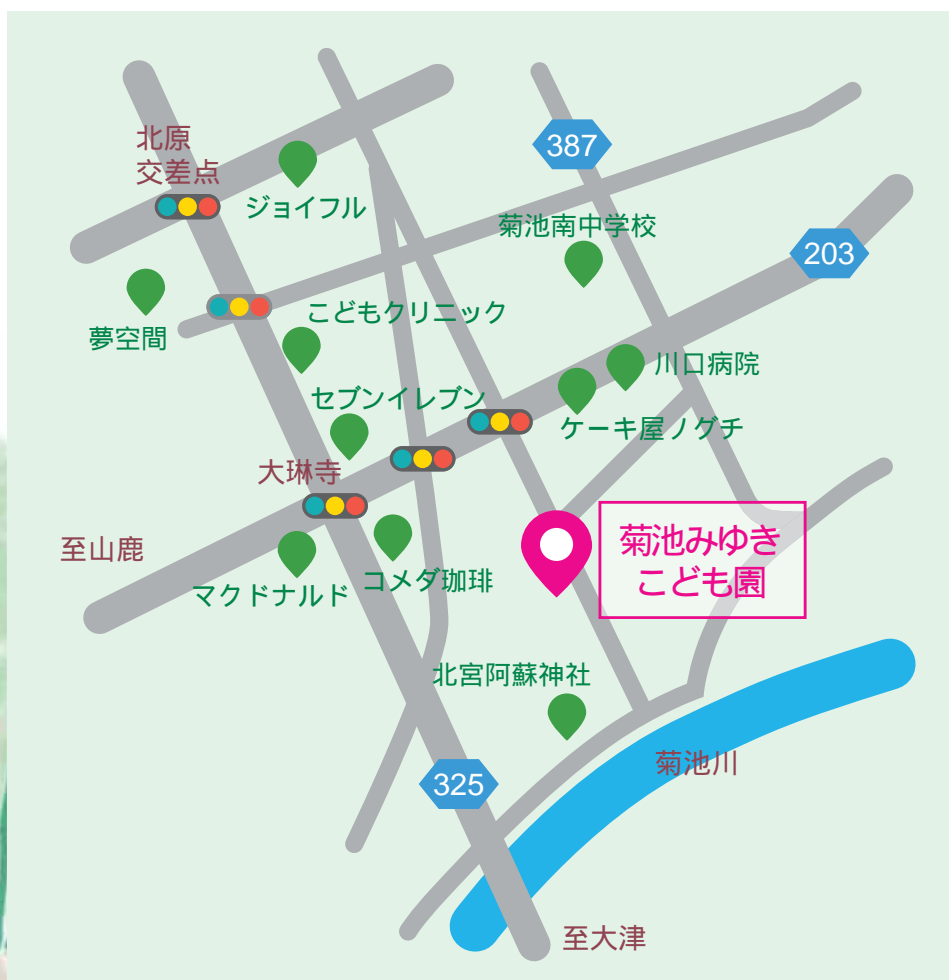 北原
交差点
387
ジョイフル
菊池南中学校
203
夢空間
こどもクリニック
川口病院
セブンイレブン
ケーキ屋ノグチ
大琳寺
至山鹿
菊池みゆき
こども園
マクドナルド
コメダ珈琲
北宮阿蘇神社
菊池川
325
至大津